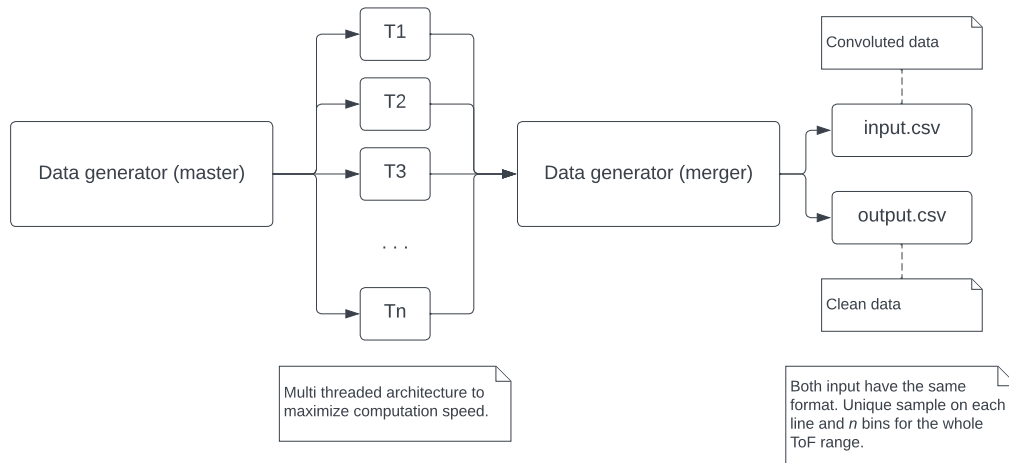 T1
T2
T3
. . .
Tn
Data generator (master)
Data generator (merger)
Convoluted data
input.csv
output.csv
Clean data
Multi threaded architecture to
maximize computation speed.
Both input have the same
format. Unique sample on each
line and n bins for the whole
ToF range.